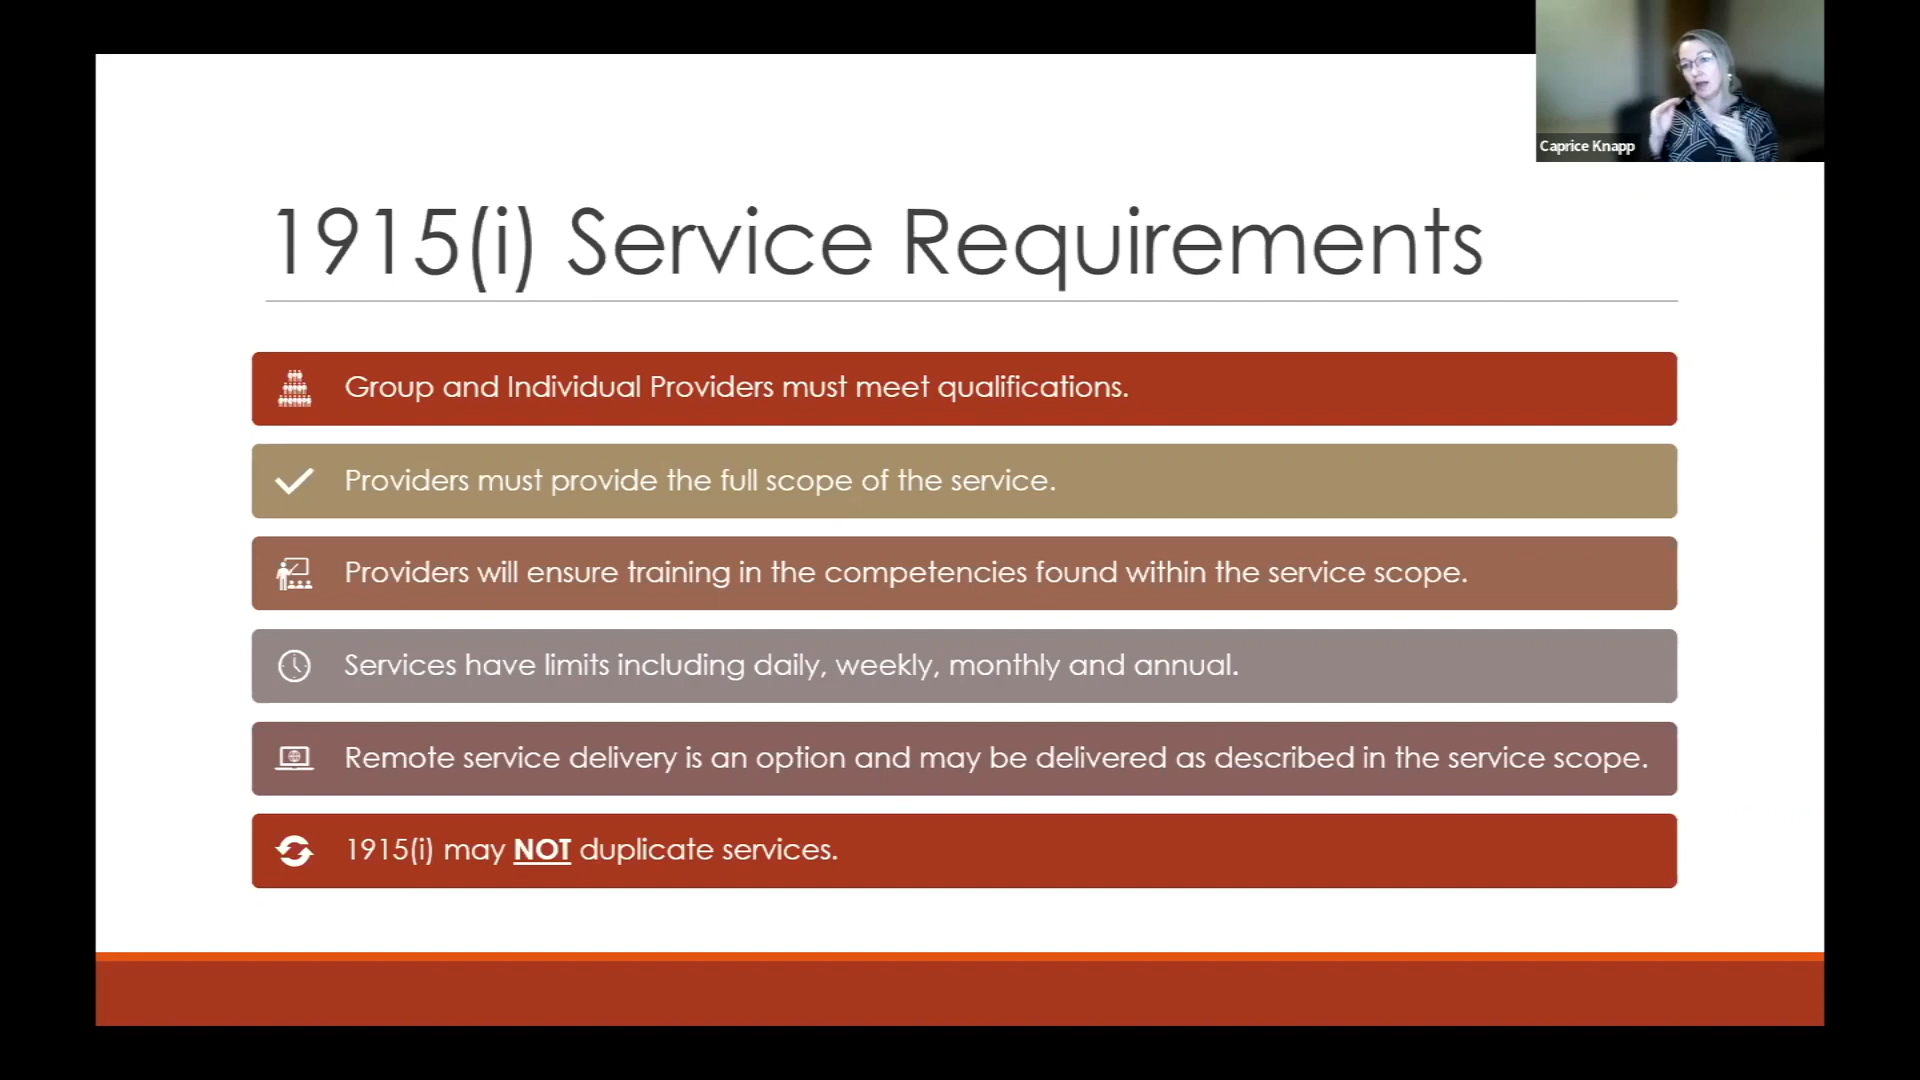 Caprice Knapp
1915(i) Service Requirements
Group and Individual Providers must meet qualifications.
Providers must provide the full scope of the service.
Providers will ensure training in the competencies found within the service scope.
Services have limits including daily, weekly, monthly and annual.
Remote service delivery is an option and may be delivered as described in the service scope.
1915(i) may NOT duplicate services.